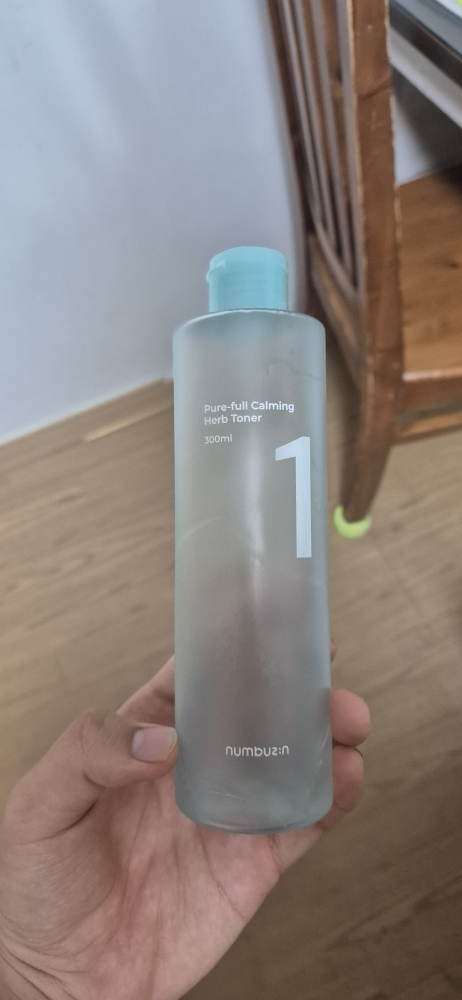 Pure-full Calming
Herb Toner
300ml
1
numbuz:n